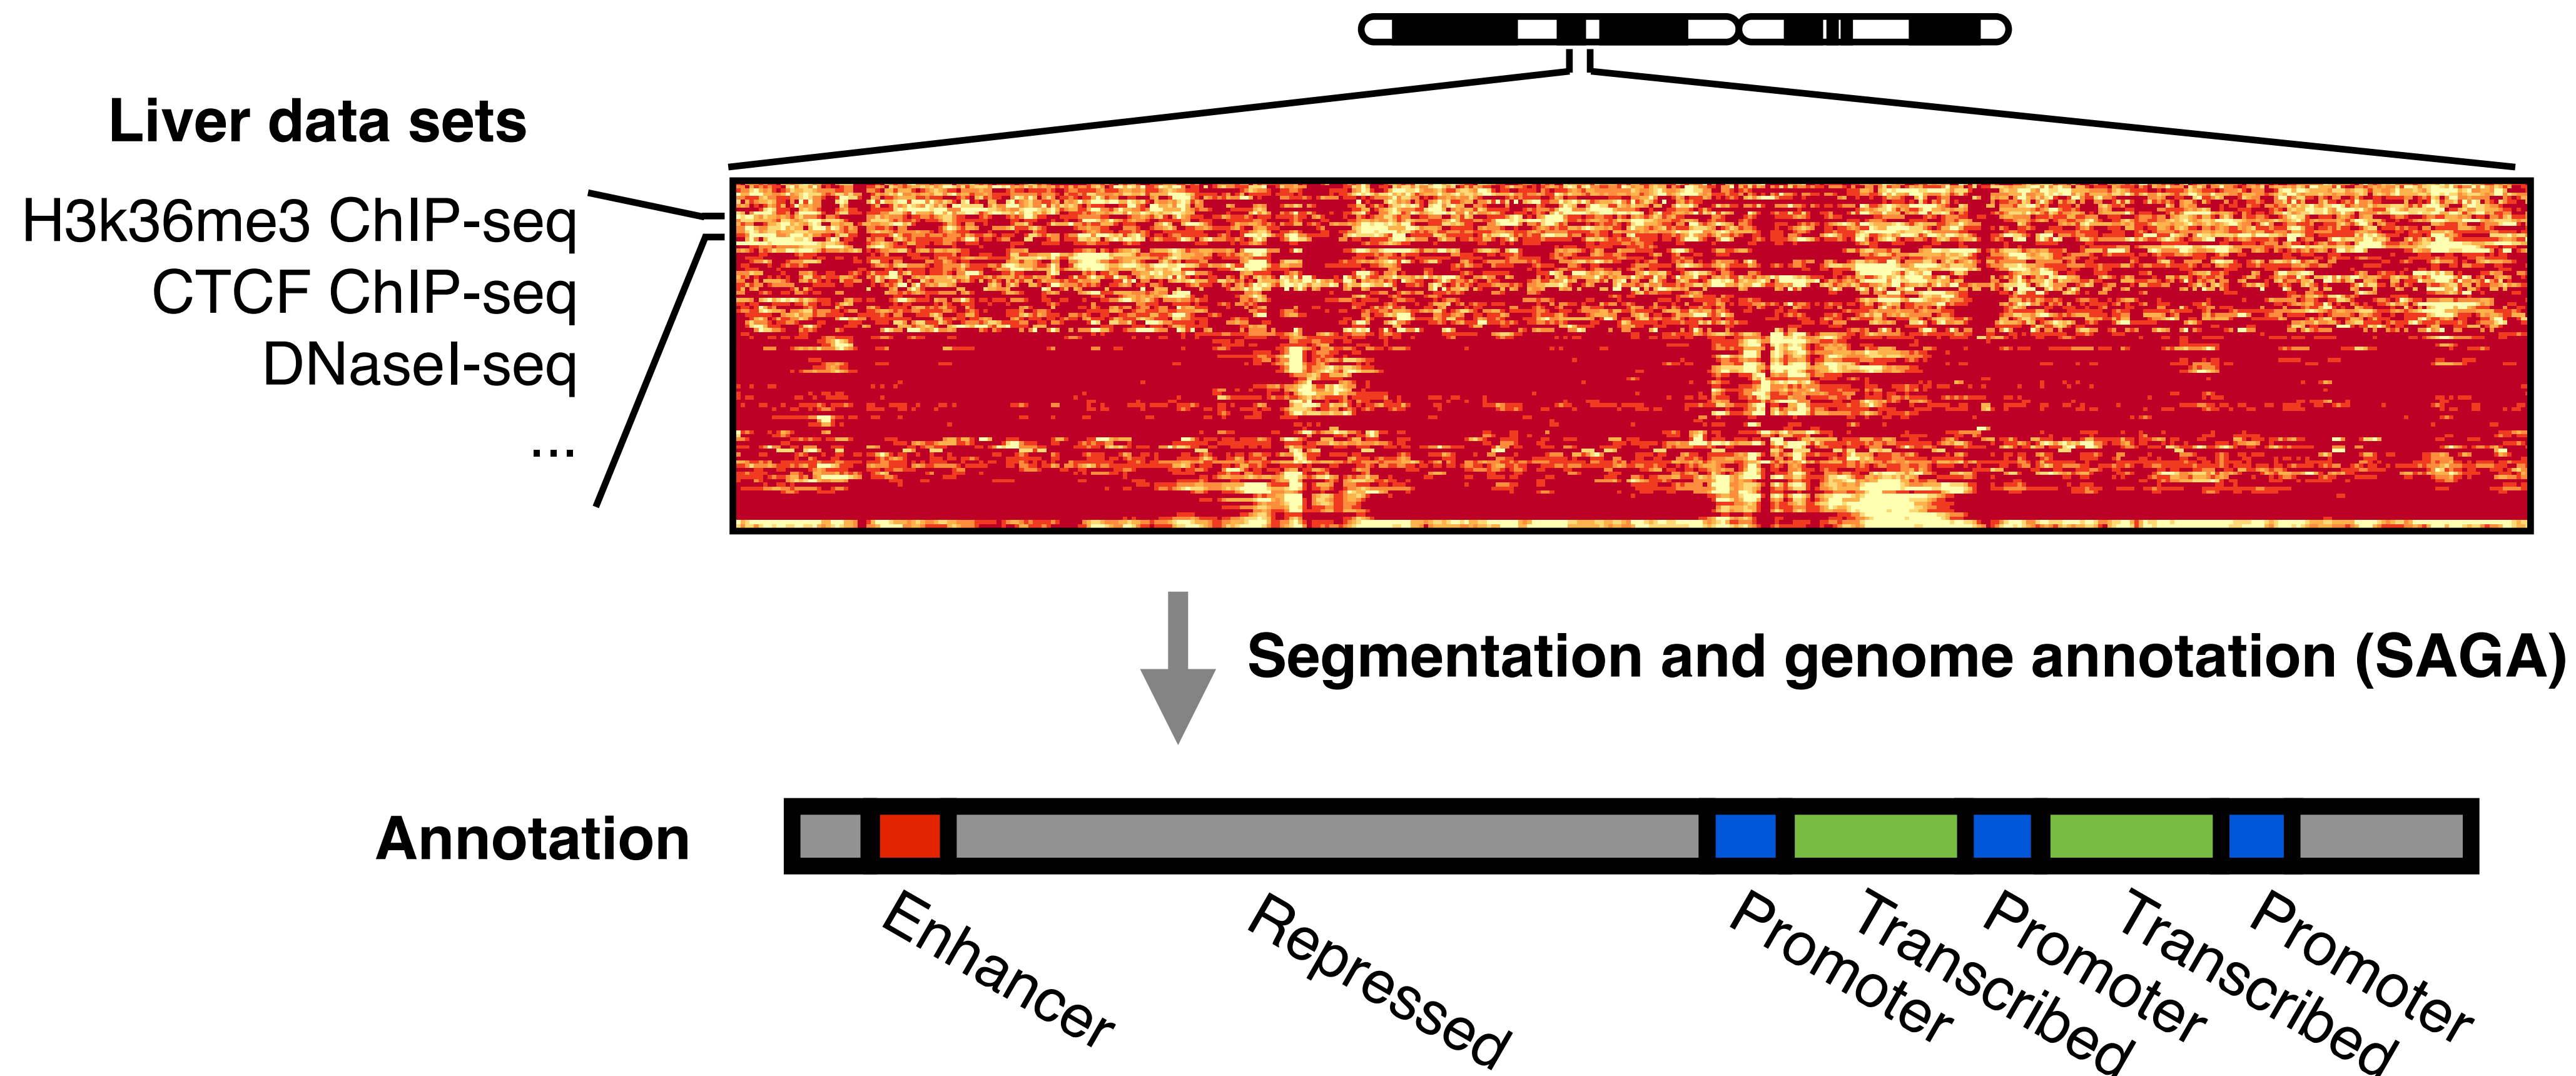 Liver data sets
H3k36me3 ChIP-seq
CTCF ChIP-seq
DNaseI-seq
...
Segmentation and genome annotation (SAGA)
Annotation
Enhancer
Repressed
Promoter
Transcribed
Promoter
Transcribed
Promoter